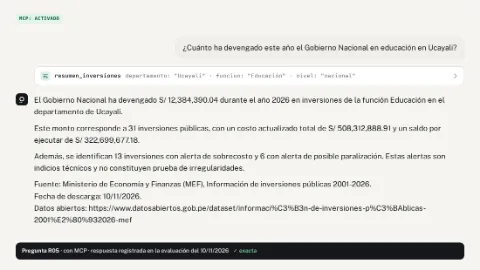 MCP: ACTIVADO
¿Cuánto ha devengado este año el Gobierno Nacional en educación en Ucayali?
resumen_inversiones departamento: "Ucayali" · funcion: "Educación" · nivel: "nacional"
El Gobierno Nacional ha devengado S/ 12,384,390.04 durante el año 2026 en inversiones de la función Educación en el
departamento de Ucayali.
Este monto corresponde a 31 inversiones públicas, con un costo actualizado total de S/ 508,312,888.91 y un saldo por
ejecutar de S/ 322,699,677.18.
Además, se identifican 13 inversiones con alerta de sobrecosto y 6 con alerta de posible paralización. Estas alertas son
indicios técnicos y no constituyen prueba de irregularidades.
Fuente: Ministerio de Economía y Finanzas (MEF), Información de inversiones públicas 2001-2026.
Fecha de descarga: 10/11/2026.
Datos abiertos: https://www.datosabiertos.gob.pe/dataset/informaci%C3%B3n-de-inversiones-p%C3%BAblicas-
2001%E2%80%932026-mef
Pregunta R05 · con MCP · respuesta registrada en la evaluación del 10/11/2026 ✓ exacta